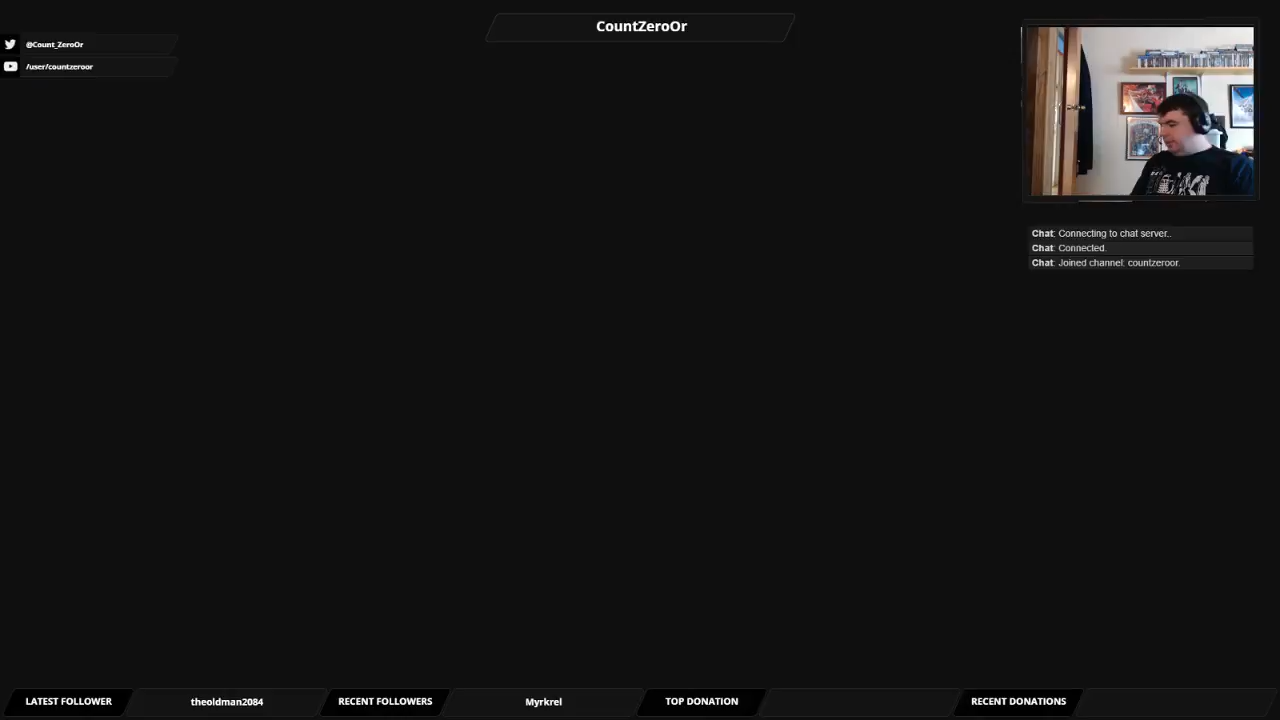 CountZeroOr
@Count_ZeroOr
/user/countzeroor
Chat: Connecting to chat server..
Chat: Connected.
Chat: Joined channel: countzeroor.
LATEST FOLLOWER
theoldman2084
RECENT FOLLOWERS
Myrkrel
TOP DONATION
RECENT DONATIONS